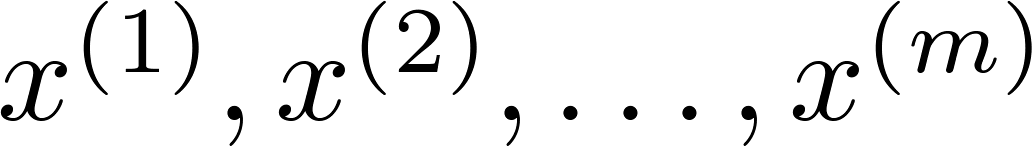 x^{(1)}, x^{(2)}, ..., x^{(m)}